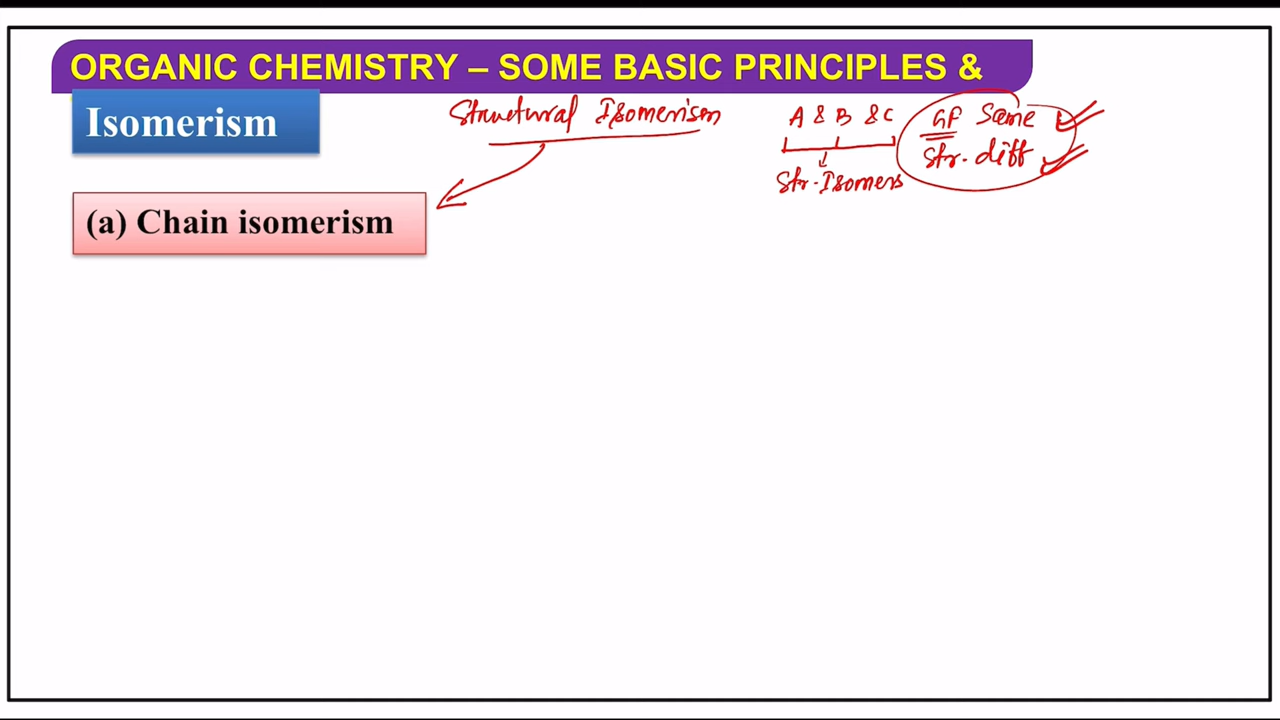 ORGANIC CHEMISTRY – SOME BASIC PRINCIPLES &
Isomerism
Structural Isomerism
A & B & C
GF Same
Str. diff
Str. Isomers
(a) Chain isomerism